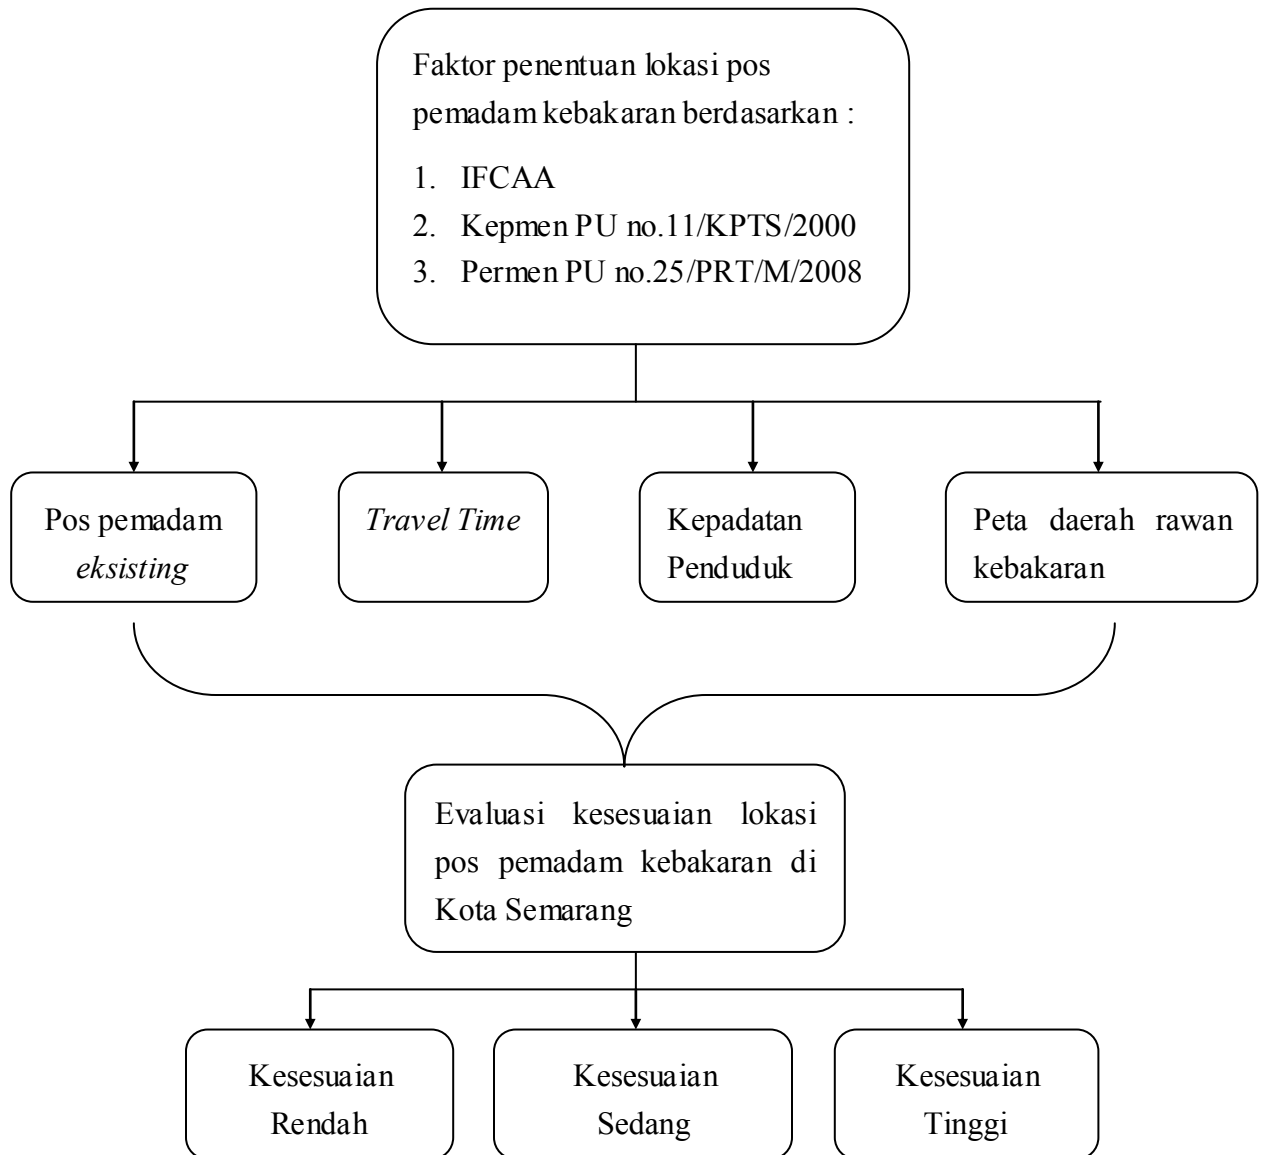 Faktor penentuan lokasi pos
pemadam kebakaran berdasarkan :
1. IFCAA
2. Kepmen PU no.11/KPTS/2000
3. Permen PU no.25/PRT/M/2008
Pos pemadam
eksisting
Travel Time
Kepadatan
Penduduk
Peta daerah rawan
kebakaran
Evaluasi kesesuaian lokasi
pos pemadam kebakaran di
Kota Semarang
Kesesuaian
Rendah
Kesesuaian
Sedang
Kesesuaian
Tinggi